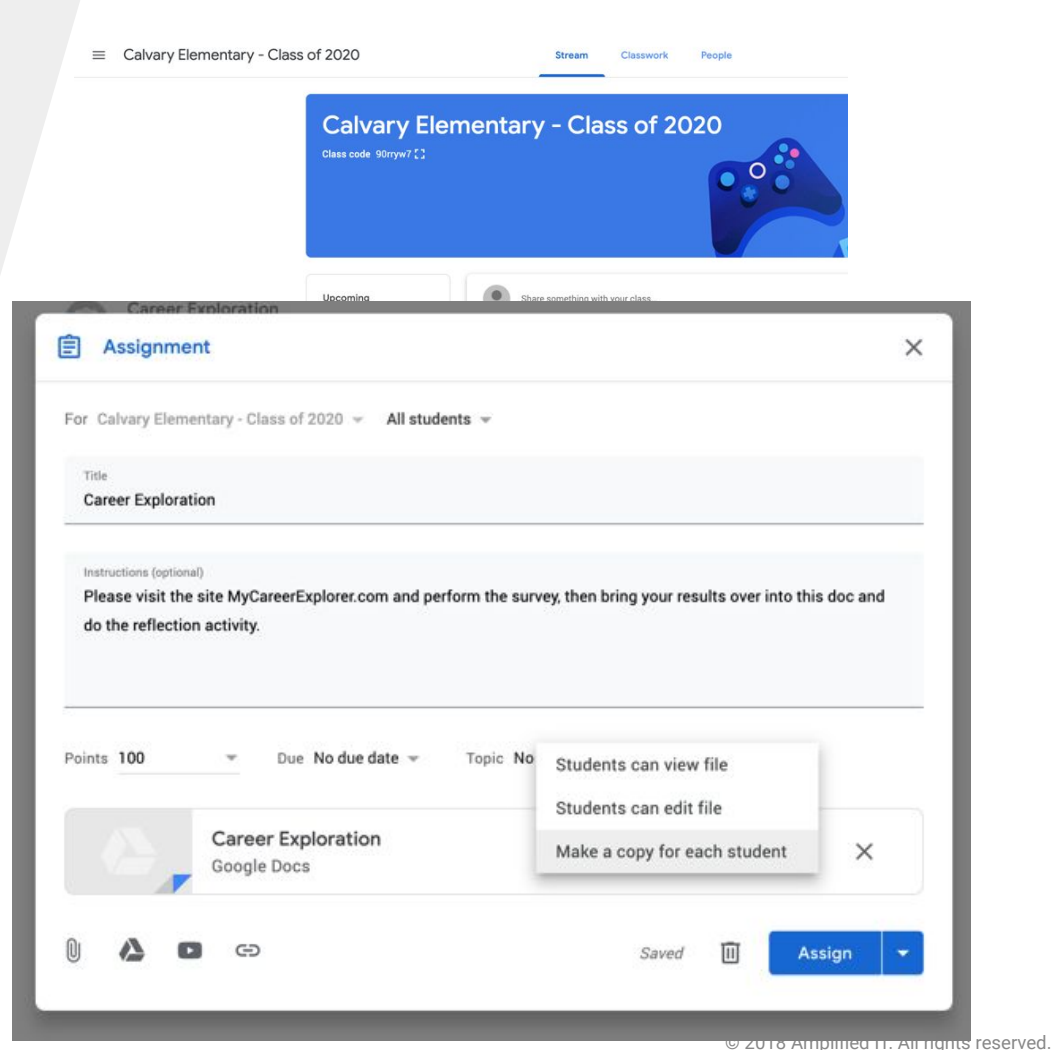 Calvary Elementary - Class of 2020
Stream Classwork People
Calvary Elementary - Class of 2020
Class code 90rryw7
Upcoming
Share something with your class
Career Exploration
Assignment
For Calvary Elementary - Class of 2020 All students
Title
Career Exploration
Instructions (optional)
Please visit the site MyCareerExplorer.com and perform the survey, then bring your results over into this doc and
do the reflection activity.
Points 100 Due No due date Topic No
Students can view file
Students can edit file
Make a copy for each student
Career Exploration
Google Docs
Saved Assign
© 2018 Amplified IT. All rights reserved.